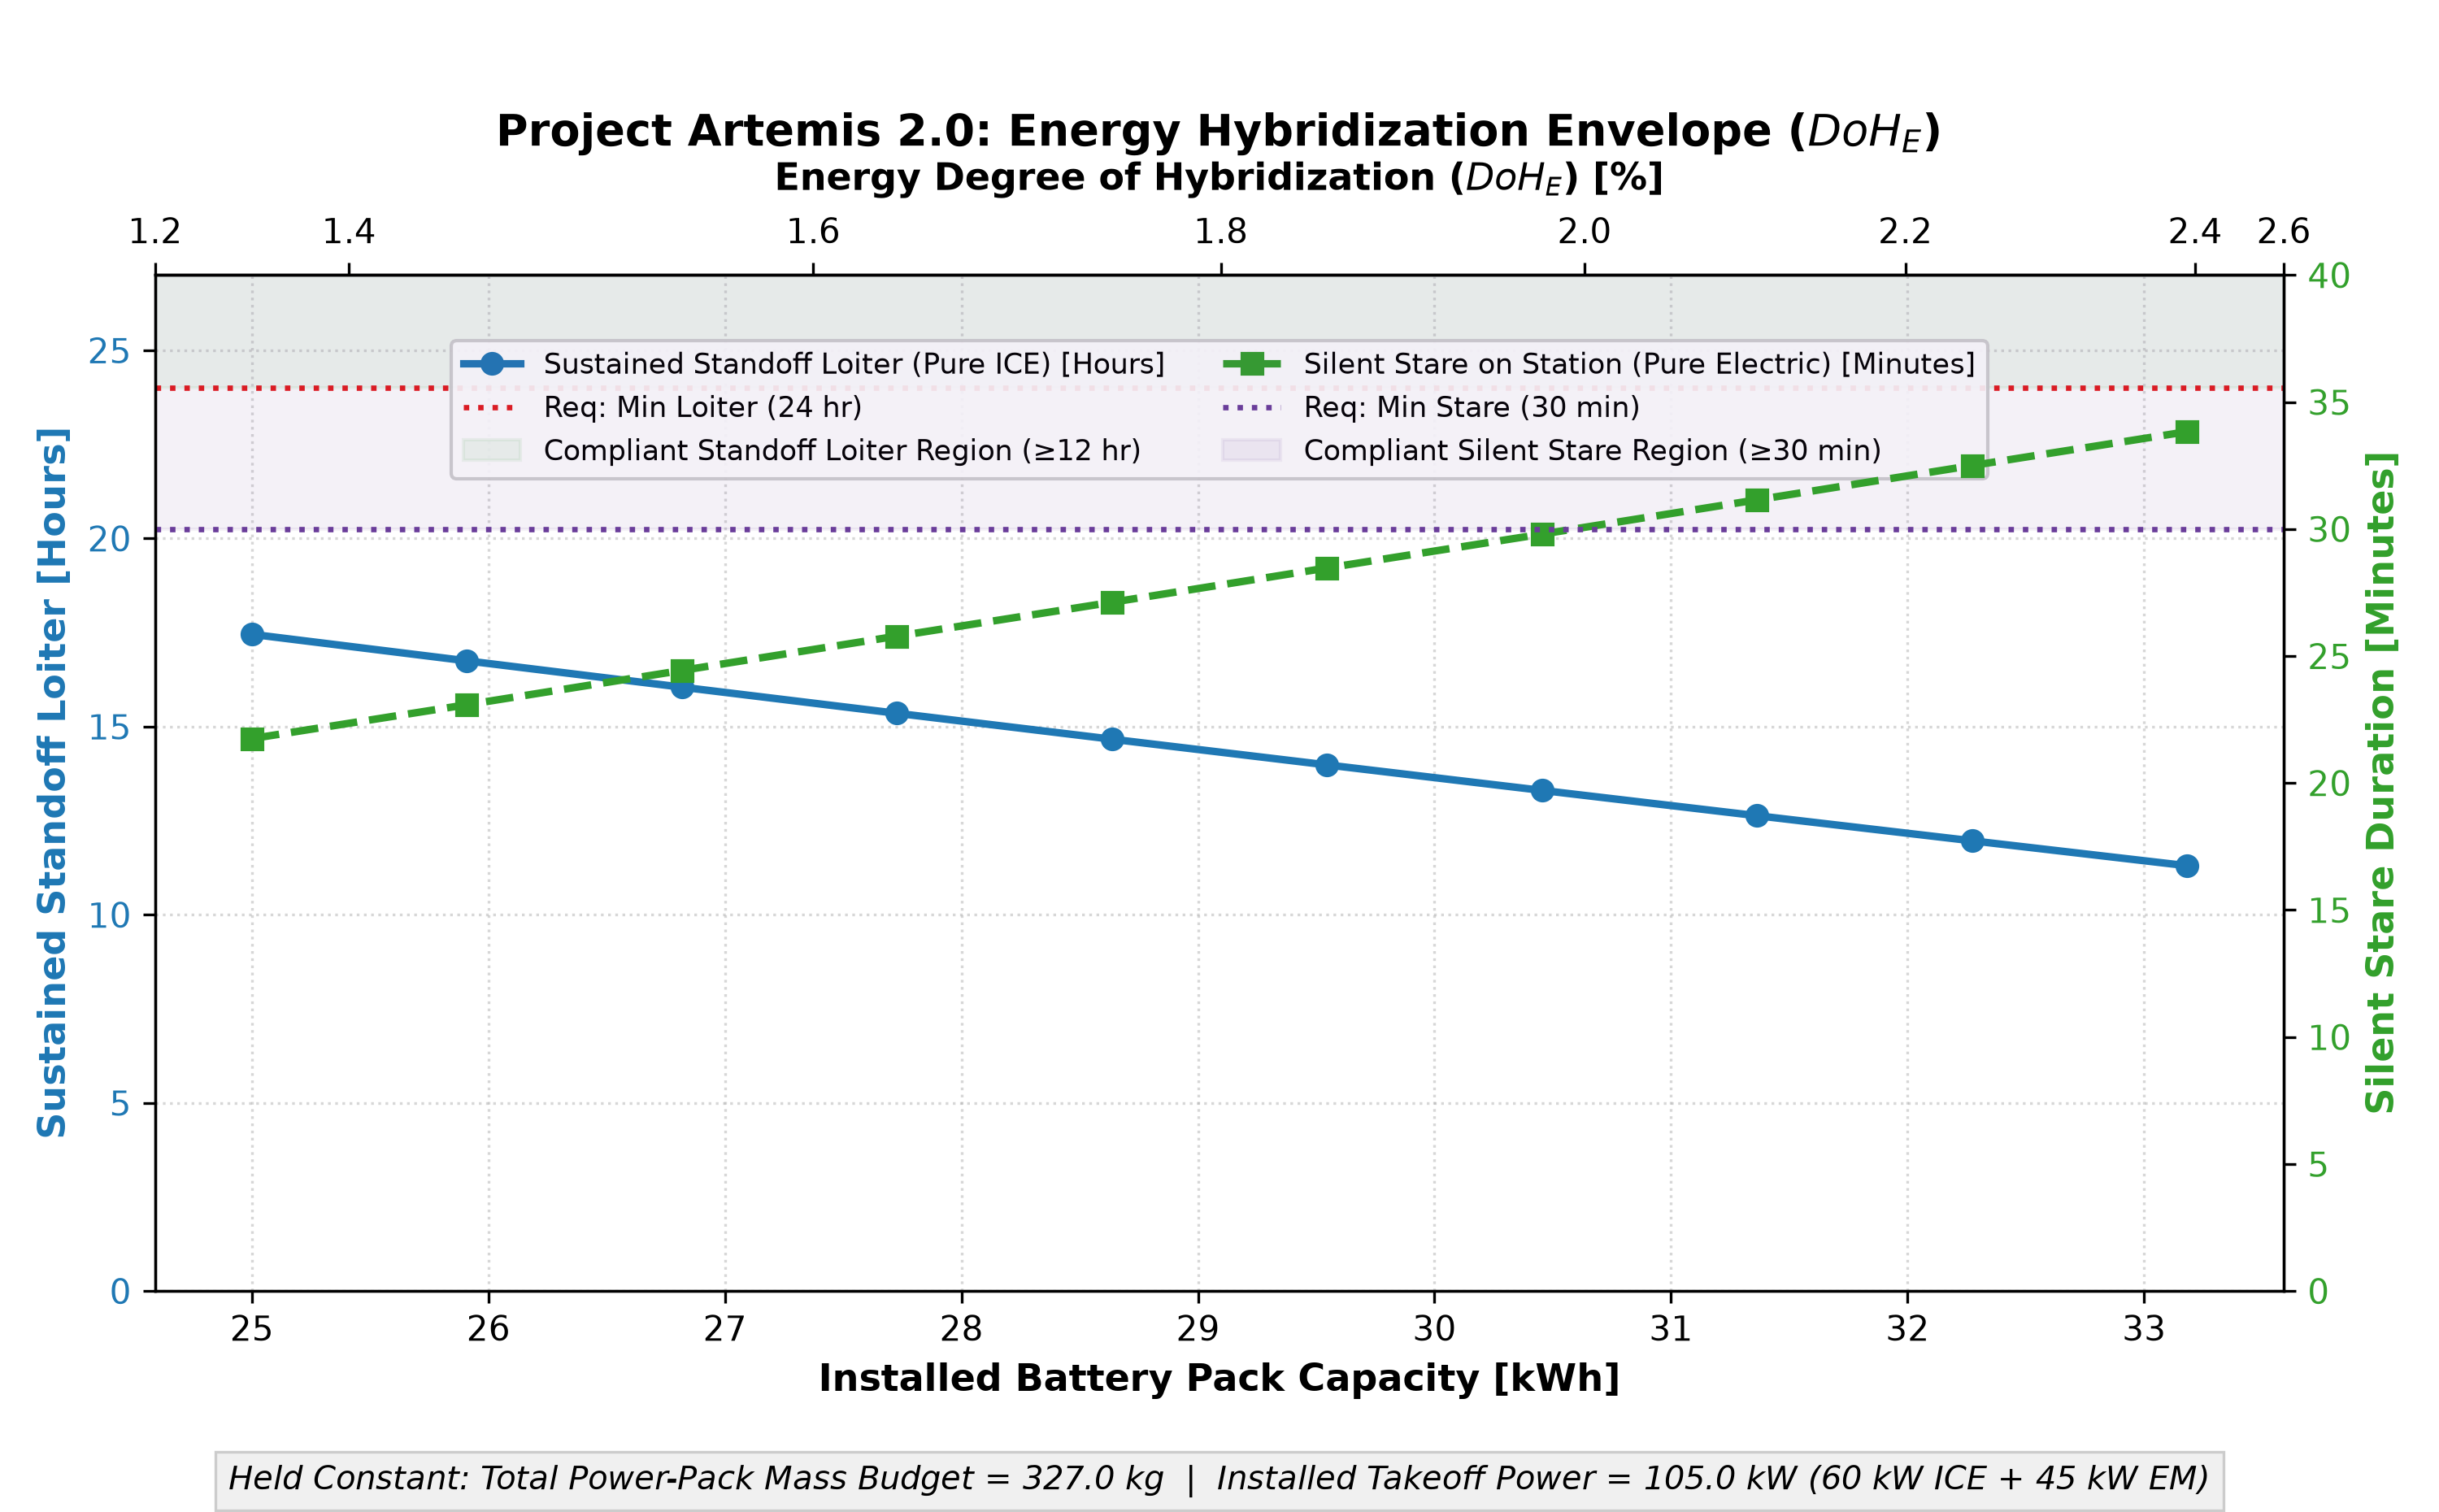 Project Artemis 2.0: Energy Hybridization Envelope (DoH_E)
Energy Degree of Hybridization (DoH_E) [%]
1.2 1.4 1.6 1.8 2.0 2.2 2.4 2.6
Sustained Standoff Loiter (Pure ICE) [Hours]
Req: Min Loiter (24 hr)
Compliant Standoff Loiter Region (≥12 hr)
Silent Stare on Station (Pure Electric) [Minutes]
Req: Min Stare (30 min)
Compliant Silent Stare Region (≥30 min)
Sustained Standoff Loiter [Hours]
25
20
15
10
5
0
40
35
30
25
20
15
10
5
0
Silent Stare Duration [Minutes]
25 26 27 28 29 30 31 32 33
Installed Battery Pack Capacity [kWh]
Held Constant: Total Power-Pack Mass Budget = 327.0 kg | Installed Takeoff Power = 105.0 kW (60 kW ICE + 45 kW EM)